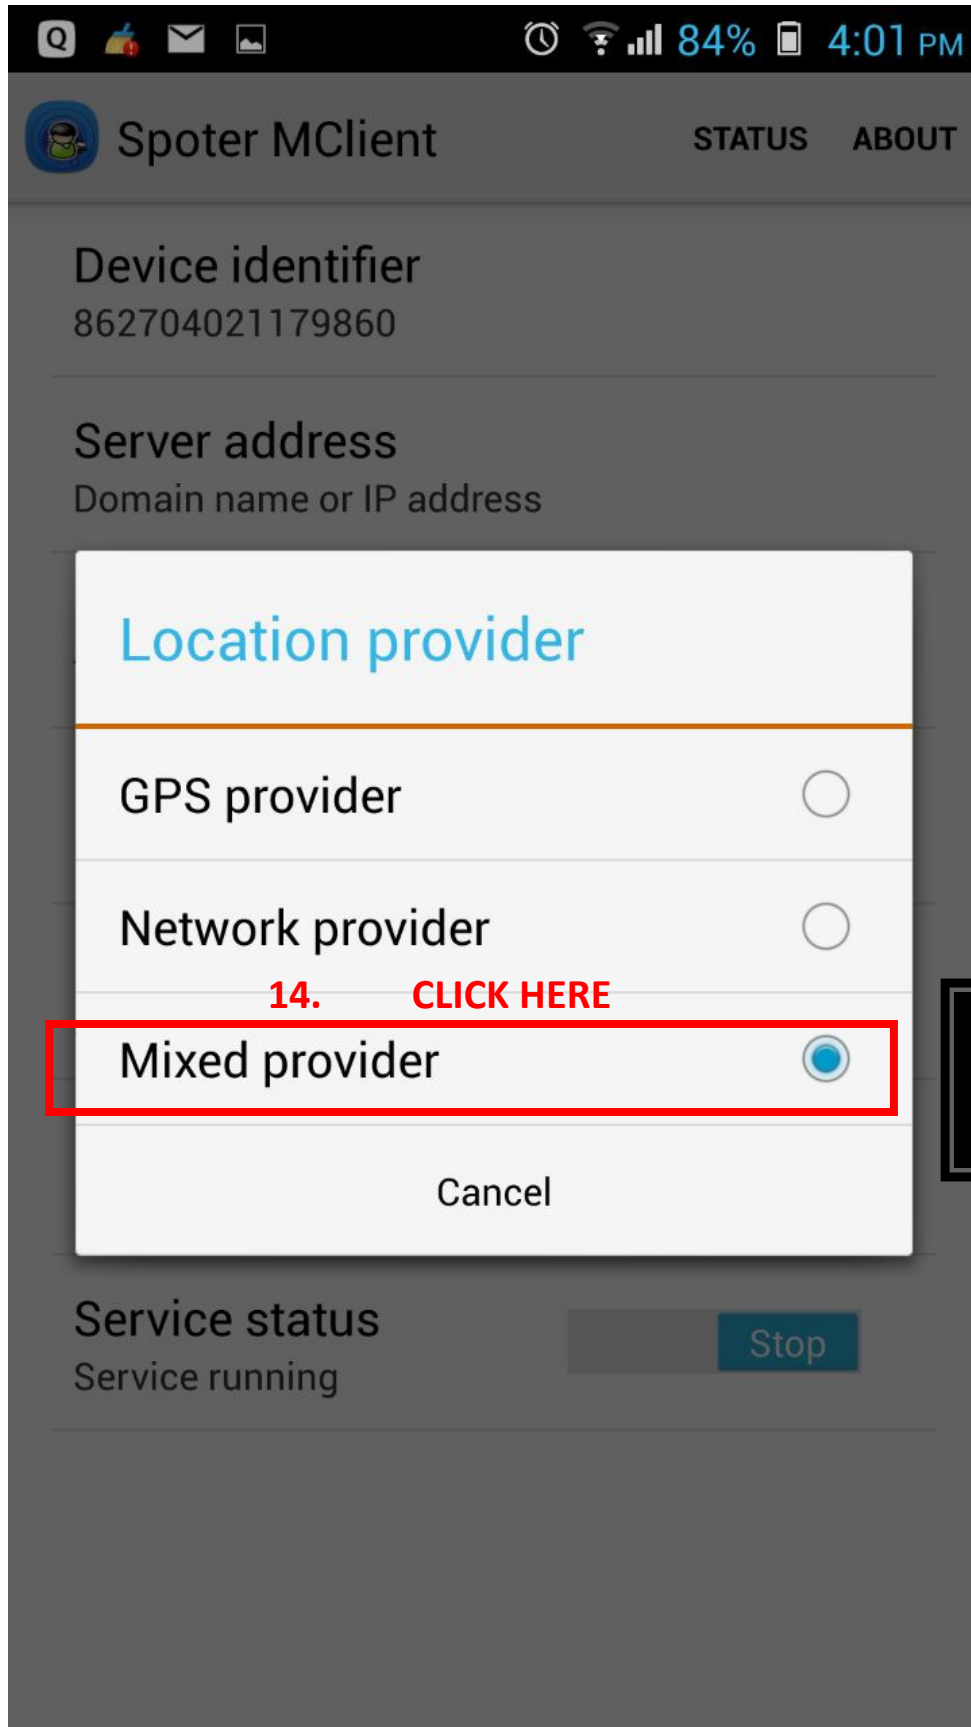 Q 84% 4:01 PM
Spoter MClient STATUS ABOUT
Device identifier
862704021179860
Server address
Domain name or IP address
Location provider
GPS provider
Network provider
14. CLICK HERE
Mixed provider
Cancel
Service status
Stop
Service running